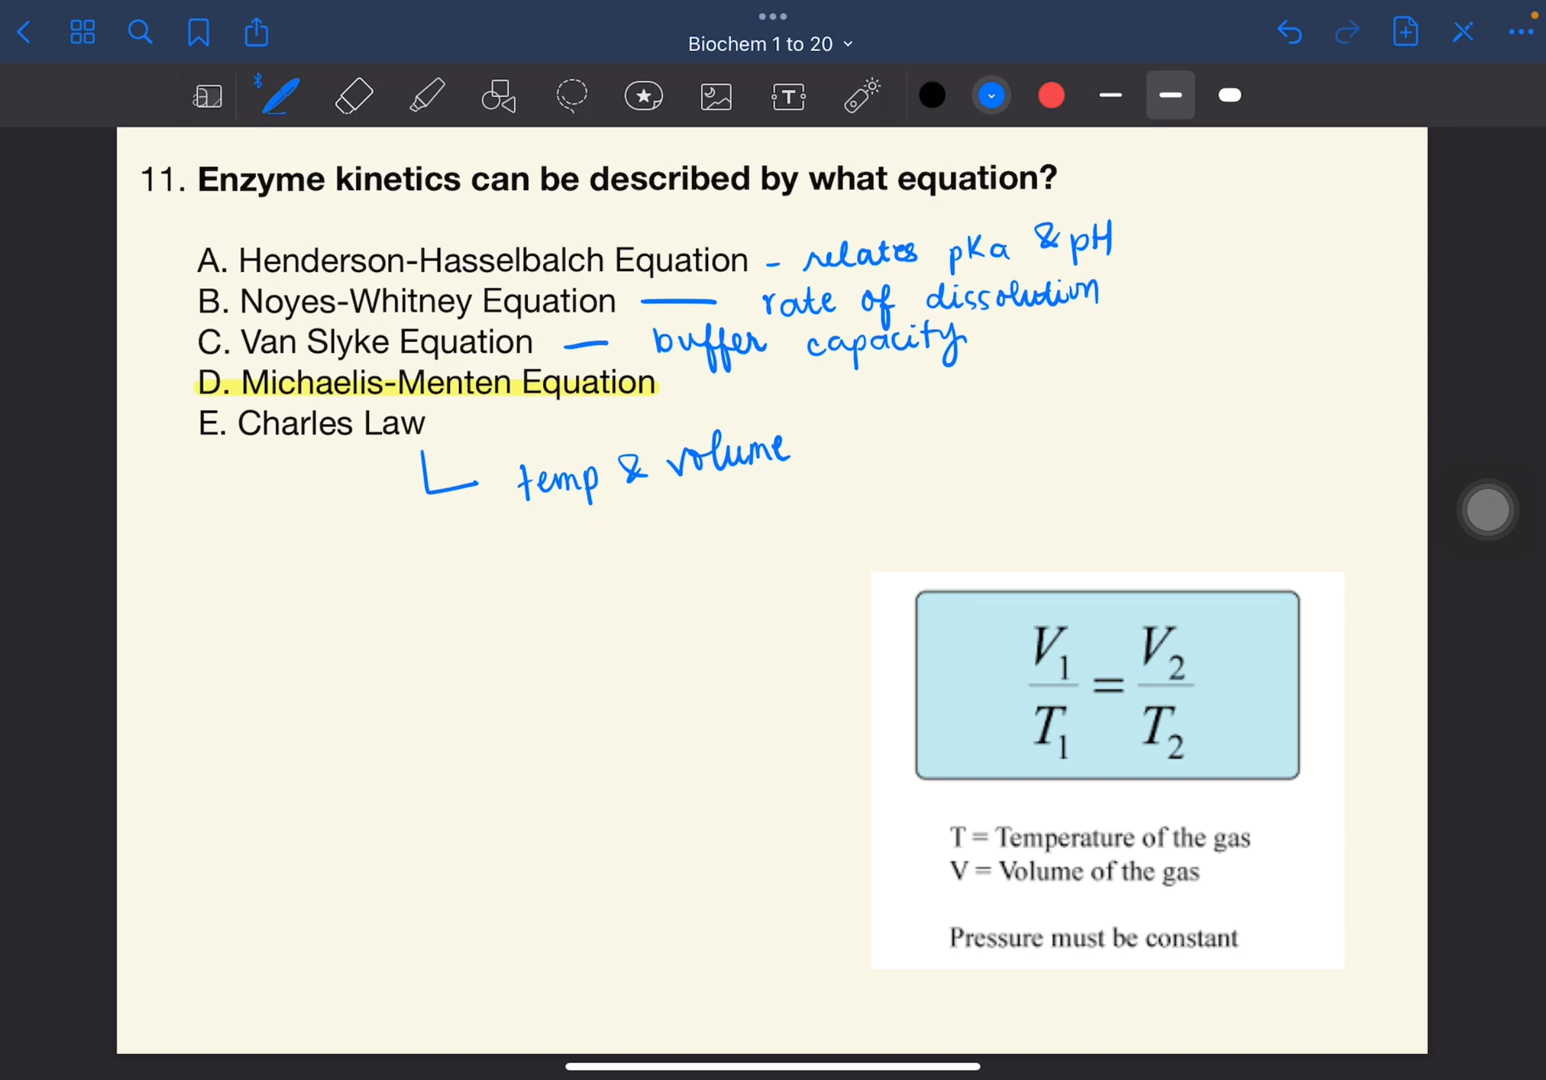 Biochem 1 to 20
11. Enzyme kinetics can be described by what equation?
A. Henderson-Hasselbalch Equation - relates pKa & pH
B. Noyes-Whitney Equation — rate of dissolution
C. Van Slyke Equation — buffer capacity
D. Michaelis-Menten Equation
E. Charles Law
temp & volume
V₁/T₁ = V₂/T₂
T = Temperature of the gas
V = Volume of the gas
Pressure must be constant